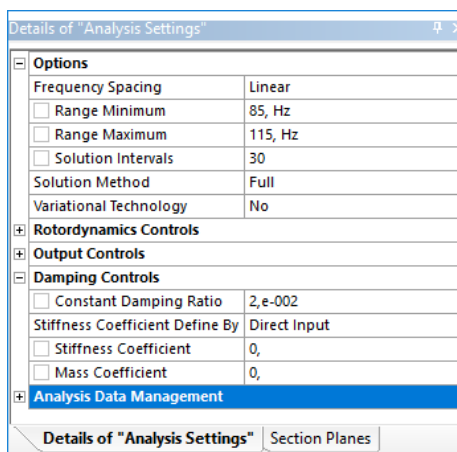 Details of "Analysis Settings"
Options
Frequency Spacing Linear
Range Minimum 85, Hz
Range Maximum 115, Hz
Solution Intervals 30
Solution Method Full
Variational Technology No
Rotordynamics Controls
Output Controls
Damping Controls
Constant Damping Ratio 2,e-002
Stiffness Coefficient Define By Direct Input
Stiffness Coefficient 0,
Mass Coefficient 0,
Analysis Data Management
Details of "Analysis Settings" Section Planes